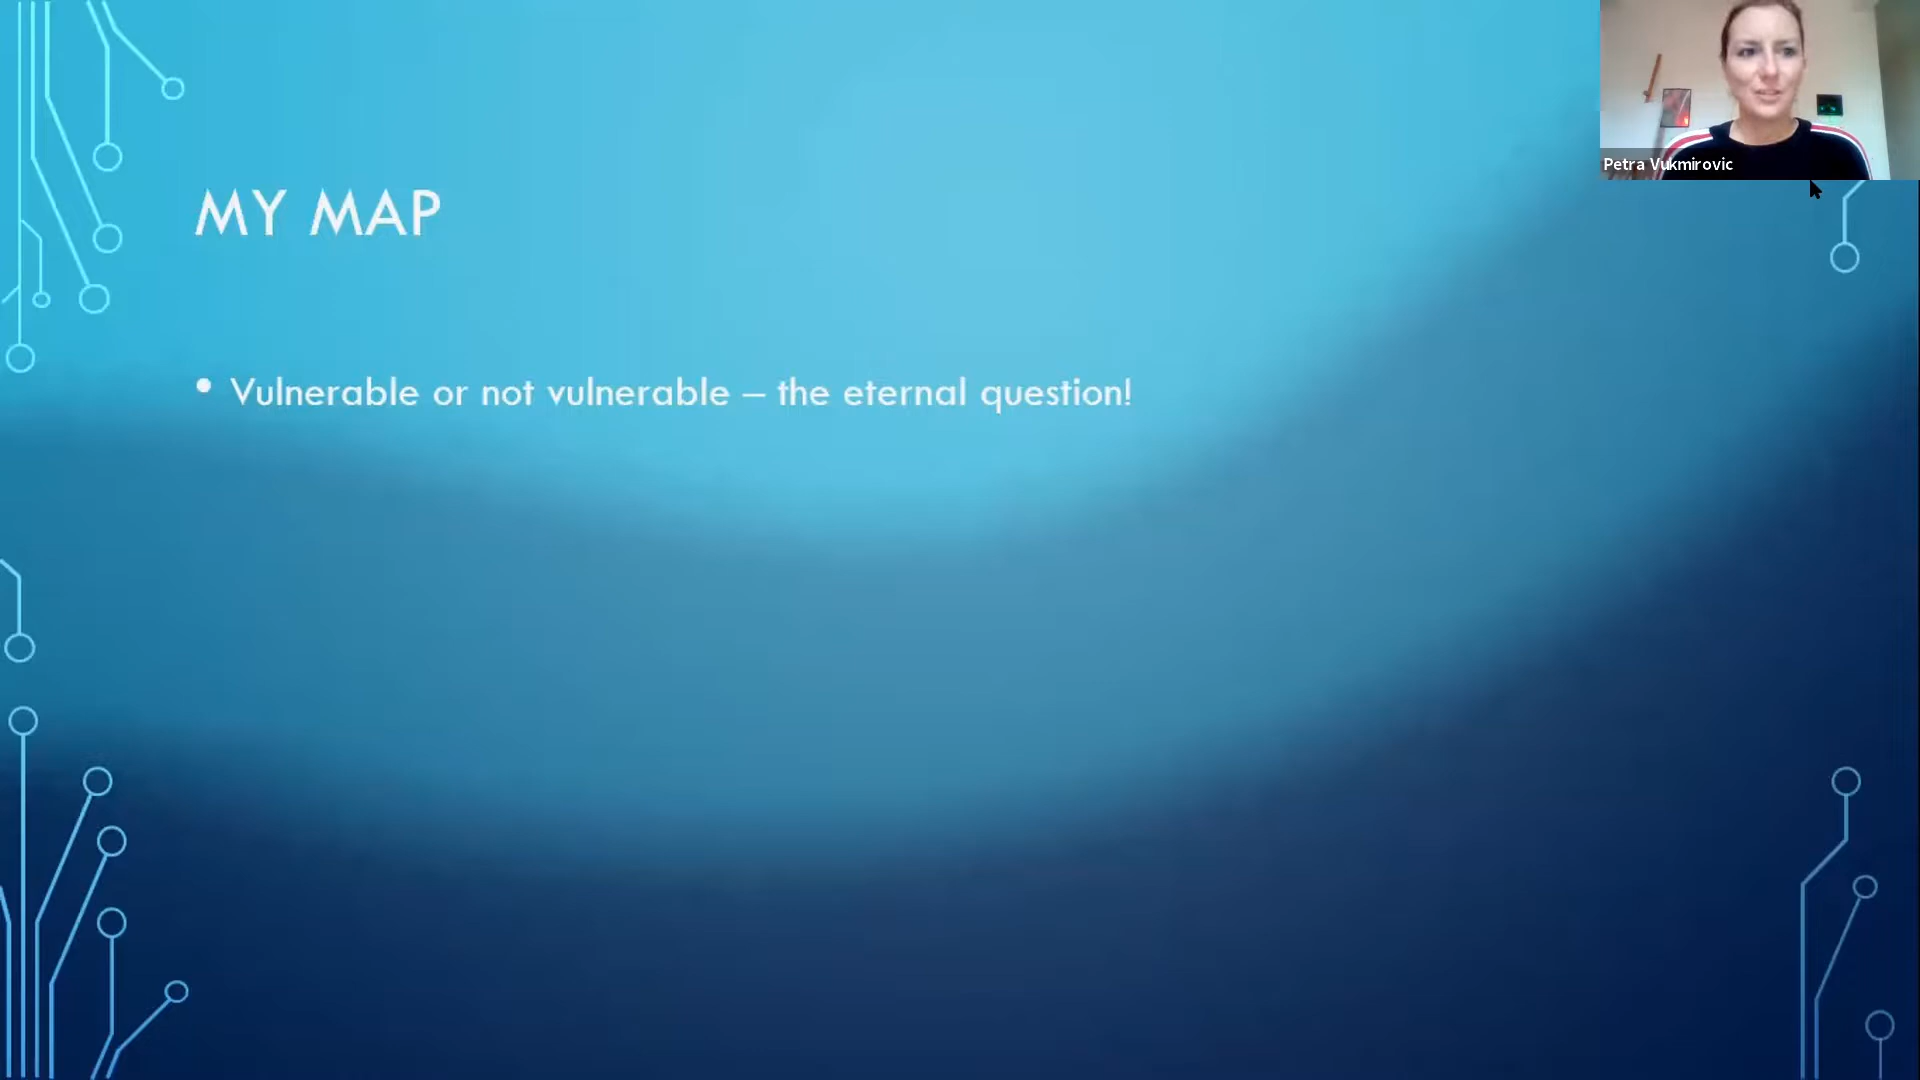 Petra Vukmirovic
MY MAP
• Vulnerable or not vulnerable – the eternal question!